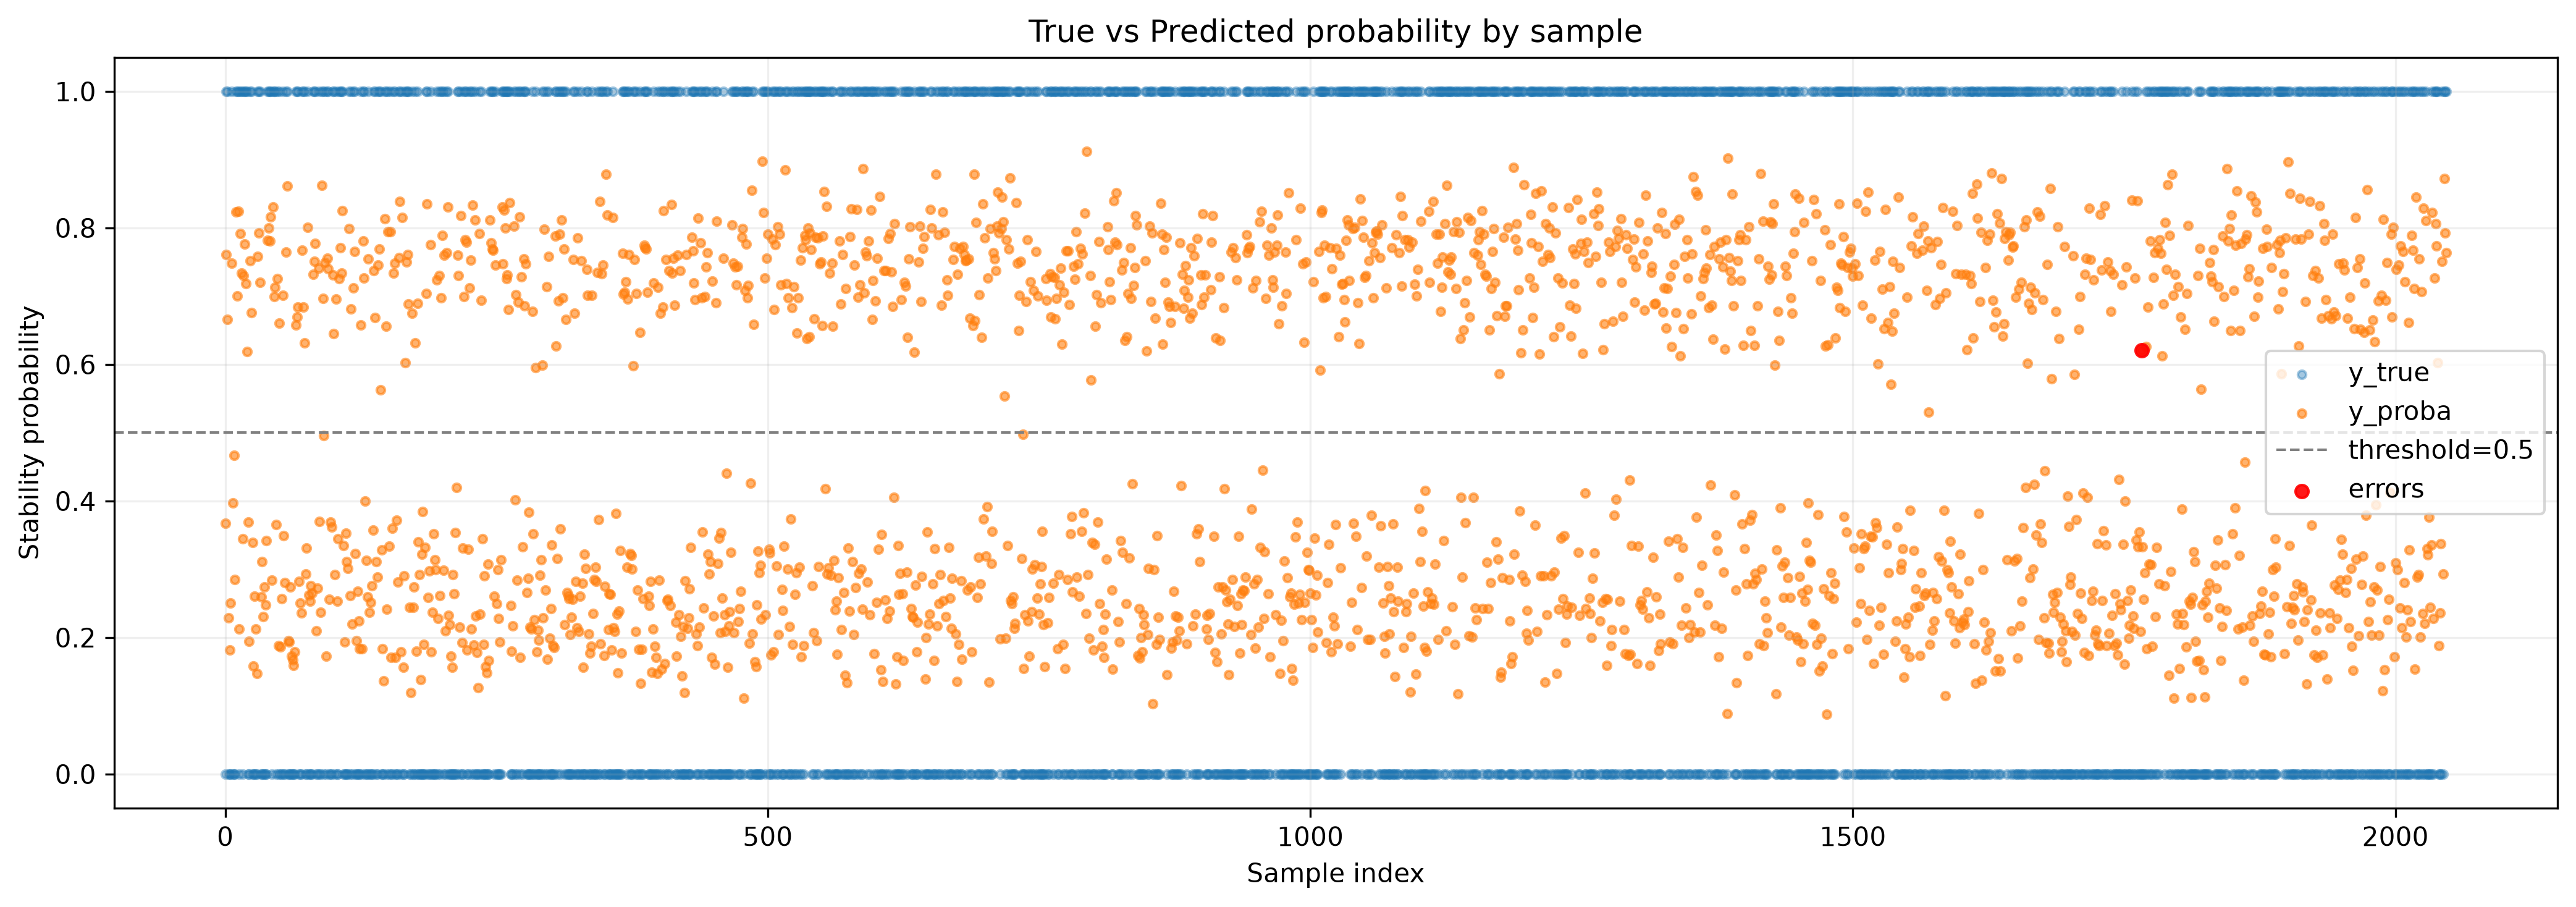 True vs Predicted probability by sample
Stability probability
1.0
0.8
0.6
0.4
0.2
0.0
y_true
y_proba
threshold=0.5
errors
0 500 1000 1500 2000
Sample index